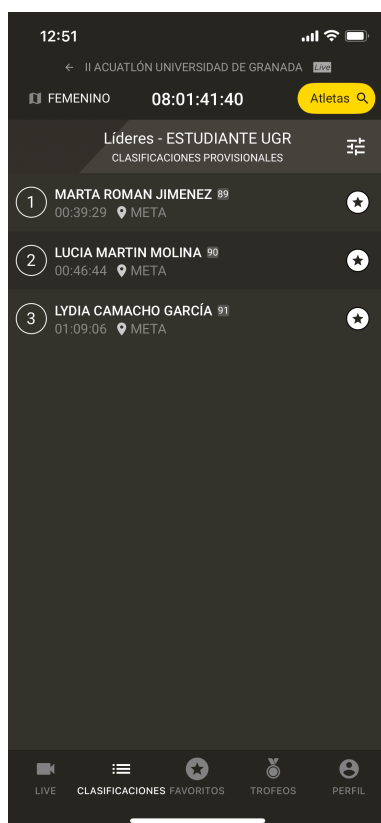 12:51
← II ACUATLÓN UNIVERSIDAD DE GRANADA Live
FEMENINO 08:01:41:40 Atletas
Líderes - ESTUDIANTE UGR
CLASIFICACIONES PROVISIONALES
1 MARTA ROMAN JIMENEZ 89
00:39:29 META
2 LUCIA MARTIN MOLINA 90
00:46:44 META
3 LYDIA CAMACHO GARCÍA 91
01:09:06 META
LIVE CLASIFICACIONES FAVORITOS TROFEOS PERFIL